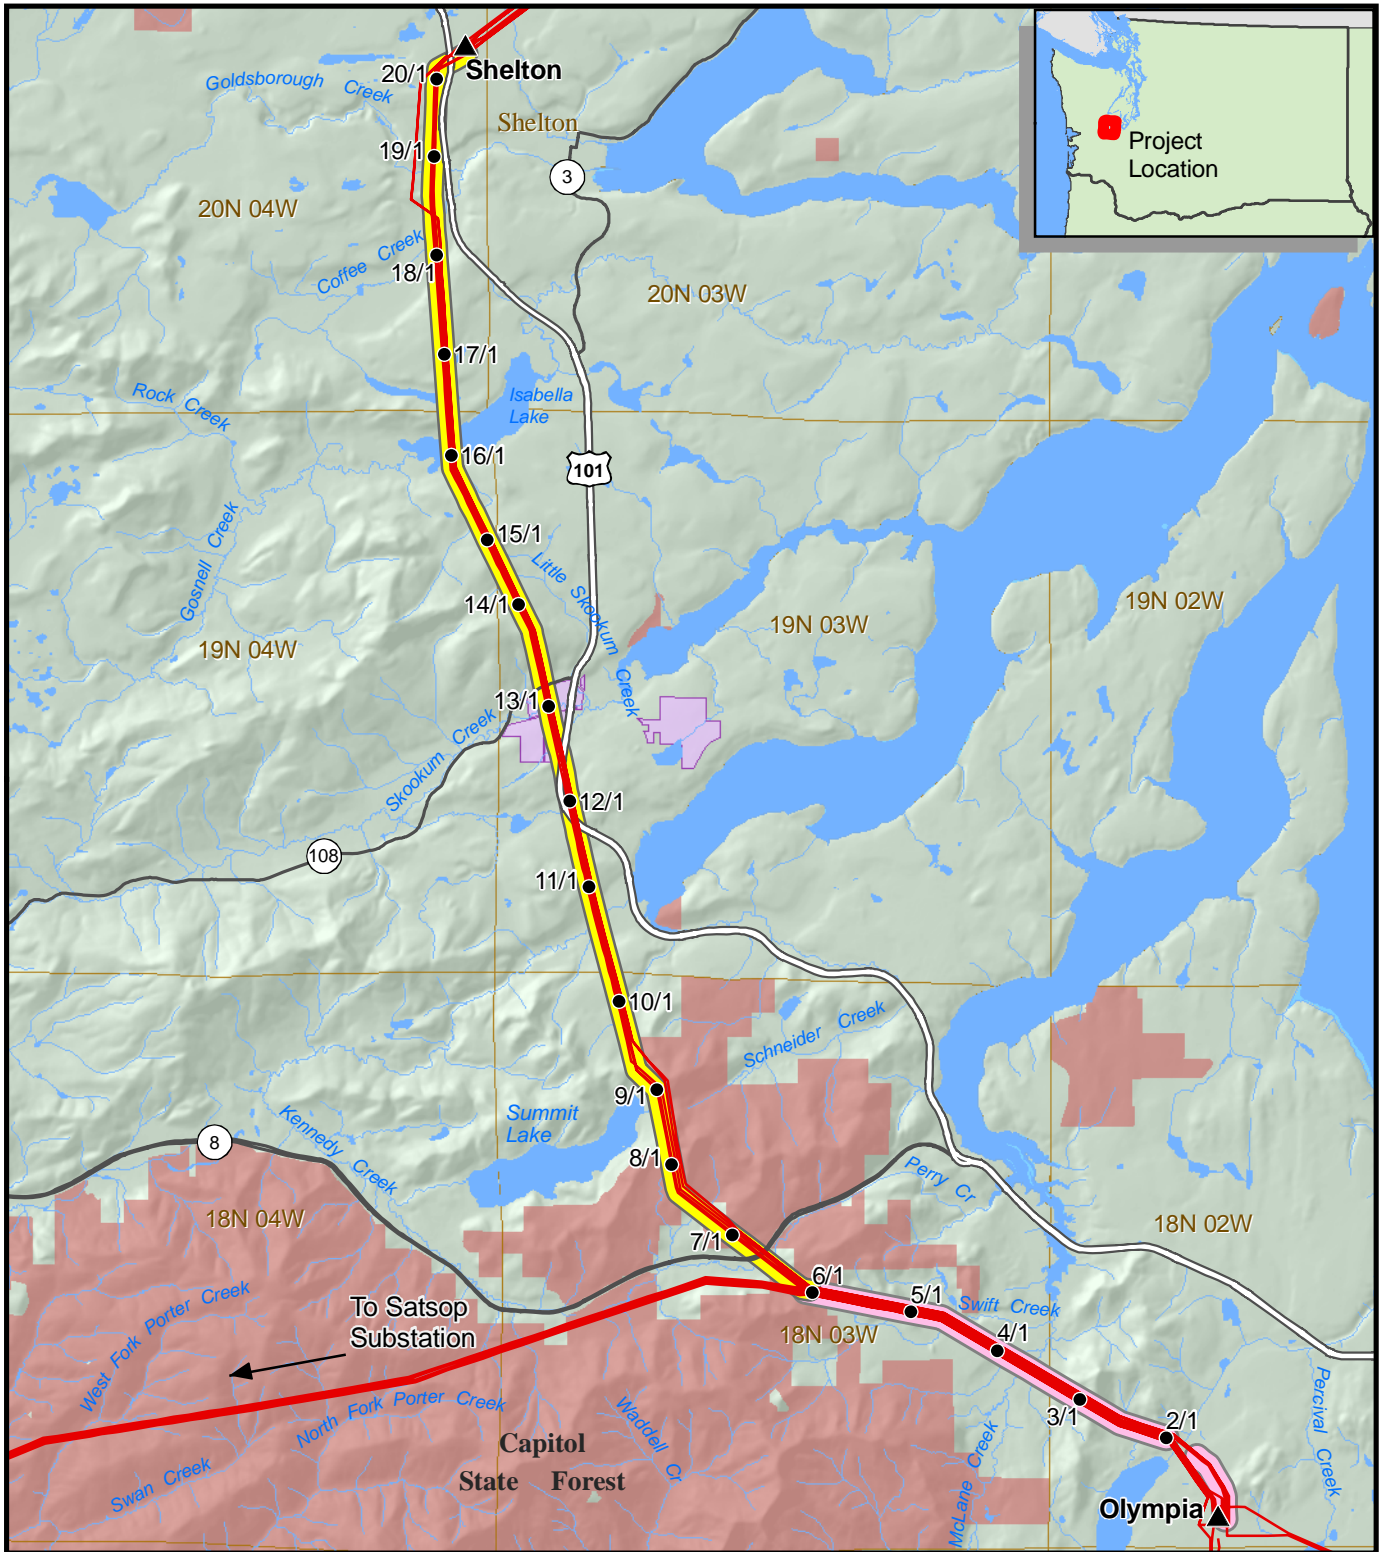 20/1
Shelton
Goldsborough Creek
Shelton
19/1
3
Project
Location
20N 04W
Coffee Creek
18/1
20N 03W
17/1
Rock Creek
Isabella
Lake
16/1
101
Gosnell Creek
15/1
Little Skookum Creek
14/1
19N 04W
19N 03W
19N 02W
13/1
Skookum Creek
12/1
108
11/1
10/1
Schneider Creek
9/1
Summit
Lake
Kennedy Creek
8
8/1
Perry Cr
18N 04W
18N 02W
7/1
6/1
5/1
Swift Creek
West Fork Porter Creek
To Satsop
Substation
18N 03W
4/1
North Fork Porter Creek
Waddell Cr
3/1
2/1
Percival Creek
Capitol
State Forest
Swan Creek
McLane Creek
Olympia